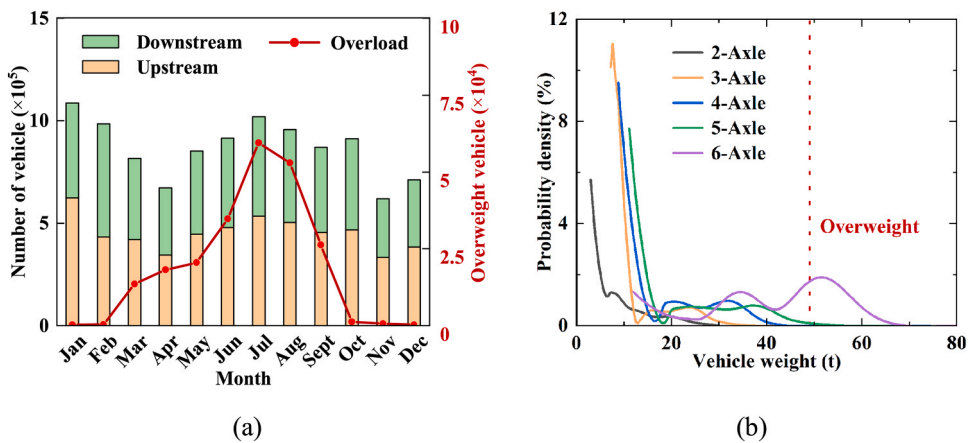 15
10
5
0
Number of vehicle (×10⁵)
Downstream
Upstream
Overload
10
7.5
5
2.5
0
Overweight vehicle (×10⁴)
Jan Feb Mar Apr May Jun Jul Aug Sept Oct Nov Dec
Month
(a)
12
8
4
0
Probability density (%)
2-Axle
3-Axle
4-Axle
5-Axle
6-Axle
Overweight
0 20 40 60 80
Vehicle weight (t)
(b)